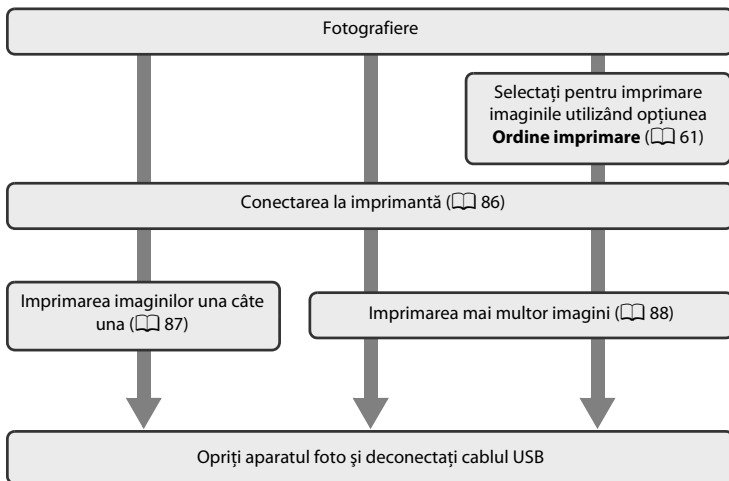 Fotografiere
Selectați pentru imprimare
imaginile utilizând opțiunea
Ordine imprimare (📖 61)
Conectarea la imprimantă (📖 86)
Imprimarea imaginilor una câte
una (📖 87)
Imprimarea mai multor imagini (📖 88)
Opriți aparatul foto și deconectați cablul USB